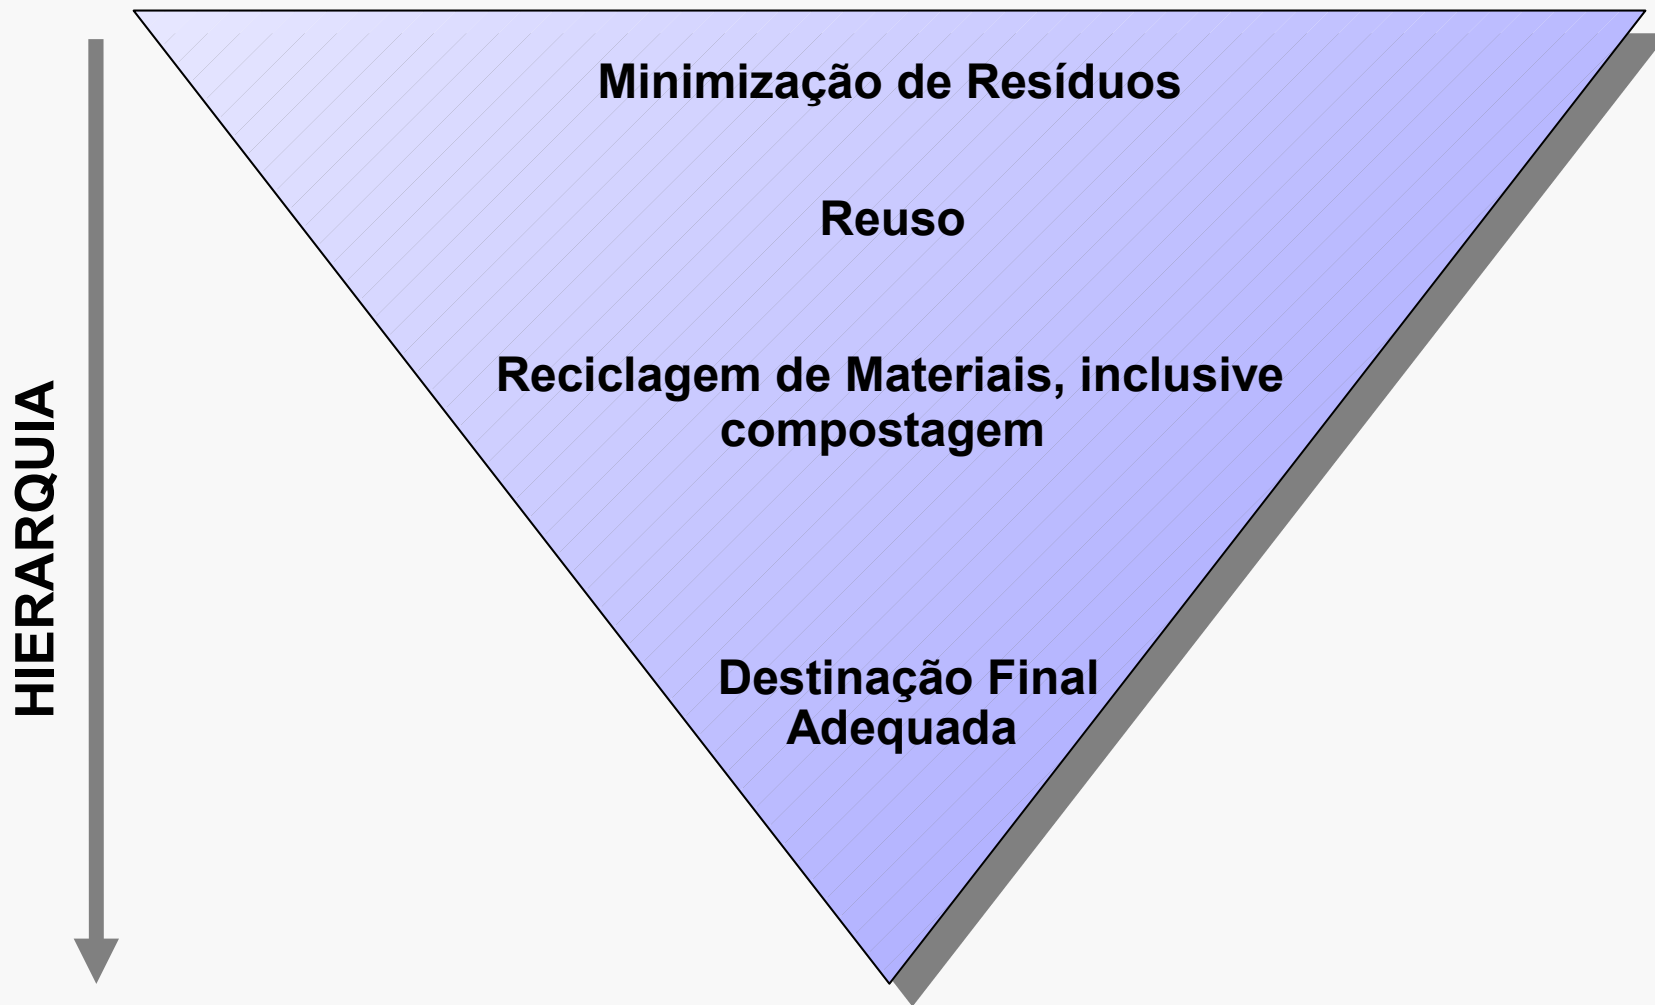 Minimização de Resíduos
Reuso
Reciclagem de Materiais, inclusive
compostagem
Destinação Final
Adequada
HIERARQUIA